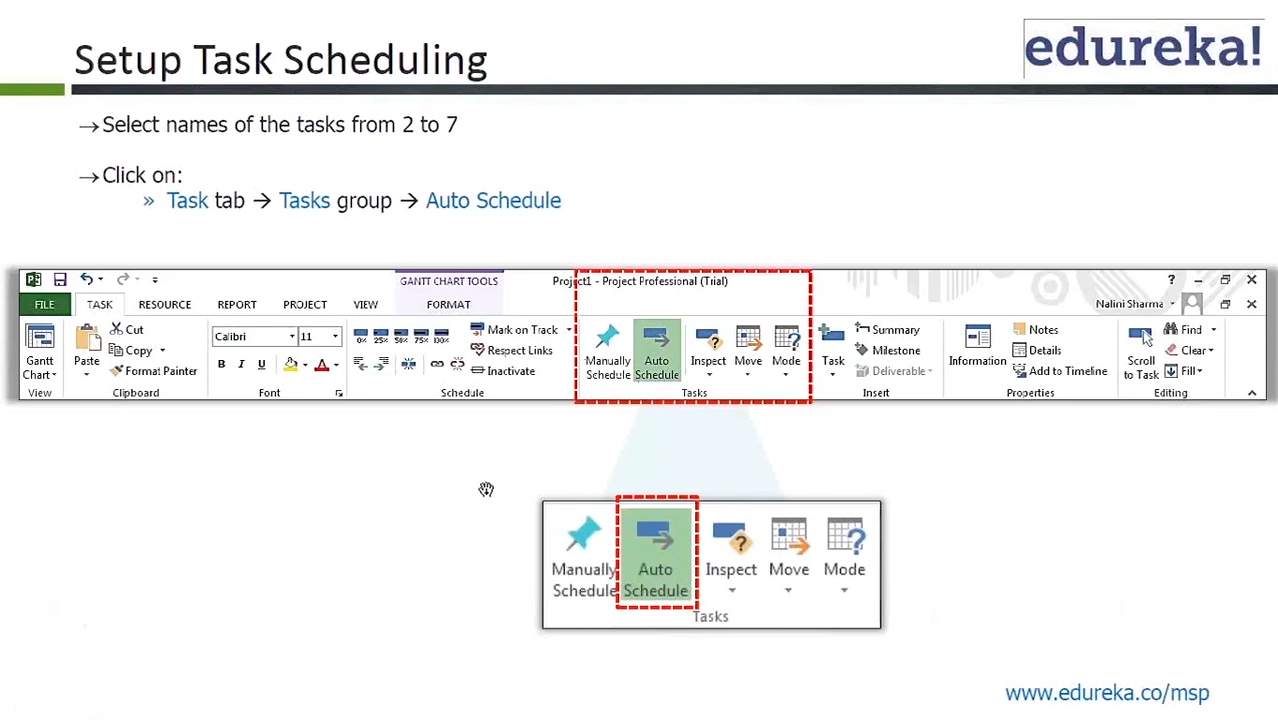 Setup Task Scheduling
edureka!
→Select names of the tasks from 2 to 7
→Click on:
» Task tab → Tasks group → Auto Schedule
GANTT CHART TOOLS
Project1 - Project Professional (Trial)
?
FILE TASK RESOURCE REPORT PROJECT VIEW FORMAT
Nalini Sharma
Gantt Chart
View
Paste
Cut
Copy
Format Painter
Clipboard
Calibri 11
B I U A
Font
0% 25% 50% 75% 100%
Mark on Track
Respect Links
Inactivate
Schedule
Manually Schedule
Auto Schedule
Inspect
Move
Mode
Tasks
Task
Summary
Milestone
Deliverable
Insert
Information
Notes
Details
Add to Timeline
Properties
Scroll to Task
Find
Clear
Fill
Editing
Manually Schedule
Auto Schedule
Inspect
Move
Mode
Tasks
www.edureka.co/msp